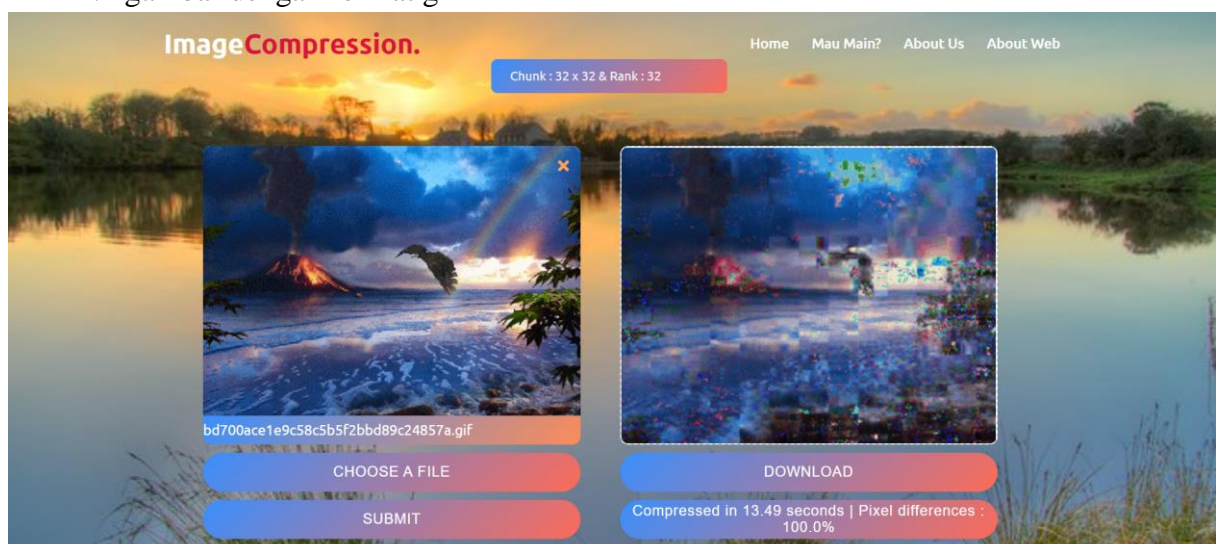 ImageCompression.
Home Mau Main? About Us About Web
Chunk : 32 x 32 & Rank : 32
bd700ace1e9c58c5b5f2bbd89c24857a.gif
CHOOSE A FILE
DOWNLOAD
SUBMIT
Compressed in 13.49 seconds | Pixel differences :
100.0%